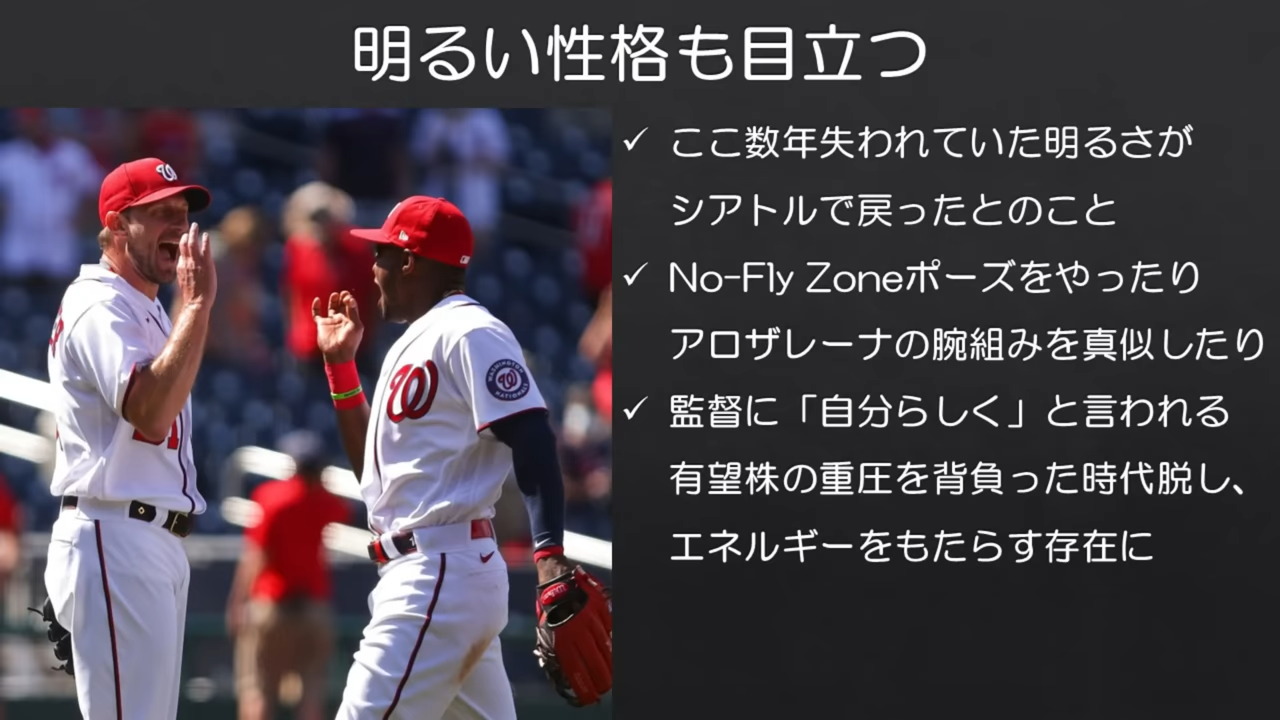 明るい性格も目立つ
✓ ここ数年失われていた明るさが
シアトルで戻ったとのこと
✓ No-Fly Zoneポーズをやったり
アロザレーナの腕組みを真似したり
✓ 監督に「自分らしく」と言われる
有望株の重圧を背負った時代脱し、
エネルギーをもたらす存在に
W
W
WASHINGTON
NATIONALS